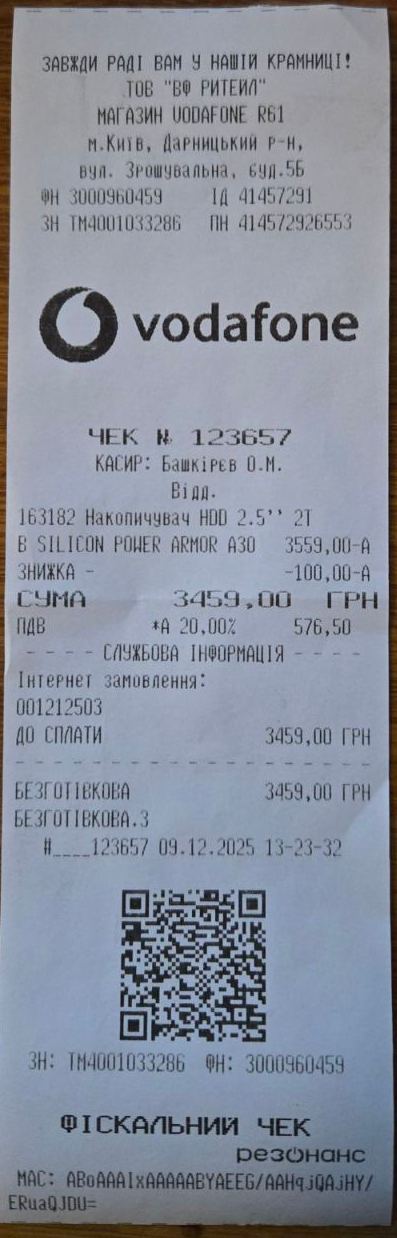 ЗАВЖДИ РАДІ ВАМ У НАШІЙ КРАМНИЦІ!
ТОВ "ВФ РИТЕЙЛ"
МАГАЗИН VODAFONE R61
м.Київ, Дарницький р-н,
вул. Зрошувальна, буд.5Б
ФН 3000960459 ІД 41457291
ЗН ТМ4001033286 ПН 414572926553
vodafone
ЧЕК № 123657
КАСИР: Башкірєв О.М.
Відд.
163182 Накопичувач HDD 2.5'' 2T
B SILICON POWER ARMOR A30 3559,00-А
ЗНИЖКА - -100,00-А
СУМА 3459,00 ГРН
ПДВ *А 20,00% 576,50
- - - - СЛУЖБОВА ІНФОРМАЦІЯ - - - -
Інтернет замовлення:
001212503
ДО СПЛАТИ 3459,00 ГРН
БЕЗГОТІВКОВА 3459,00 ГРН
БЕЗГОТІВКОВА.3
#____123657 09.12.2025 13-23-32
ЗН: ТМ4001033286 ФН: 3000960459
ФІСКАЛЬНИЙ ЧЕК
резонанс
MAC: ABoAAA1xAAAAABYAEEG/AAHqJQAjHY/
ERuaQJDU=